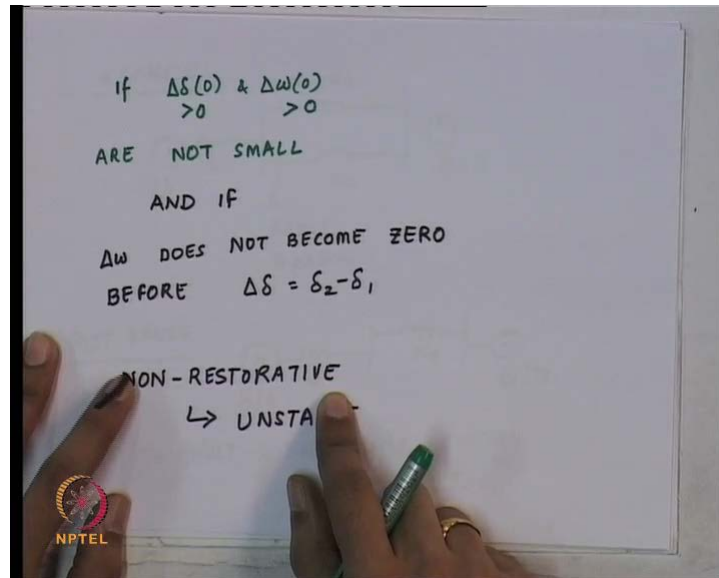 If Δδ(0) & Δω(0)
>0 >0
ARE NOT SMALL
AND IF
Δω DOES NOT BECOME ZERO
BEFORE Δδ = δ₂-δ₁
NON-RESTORATIVE
↳
NPTEL